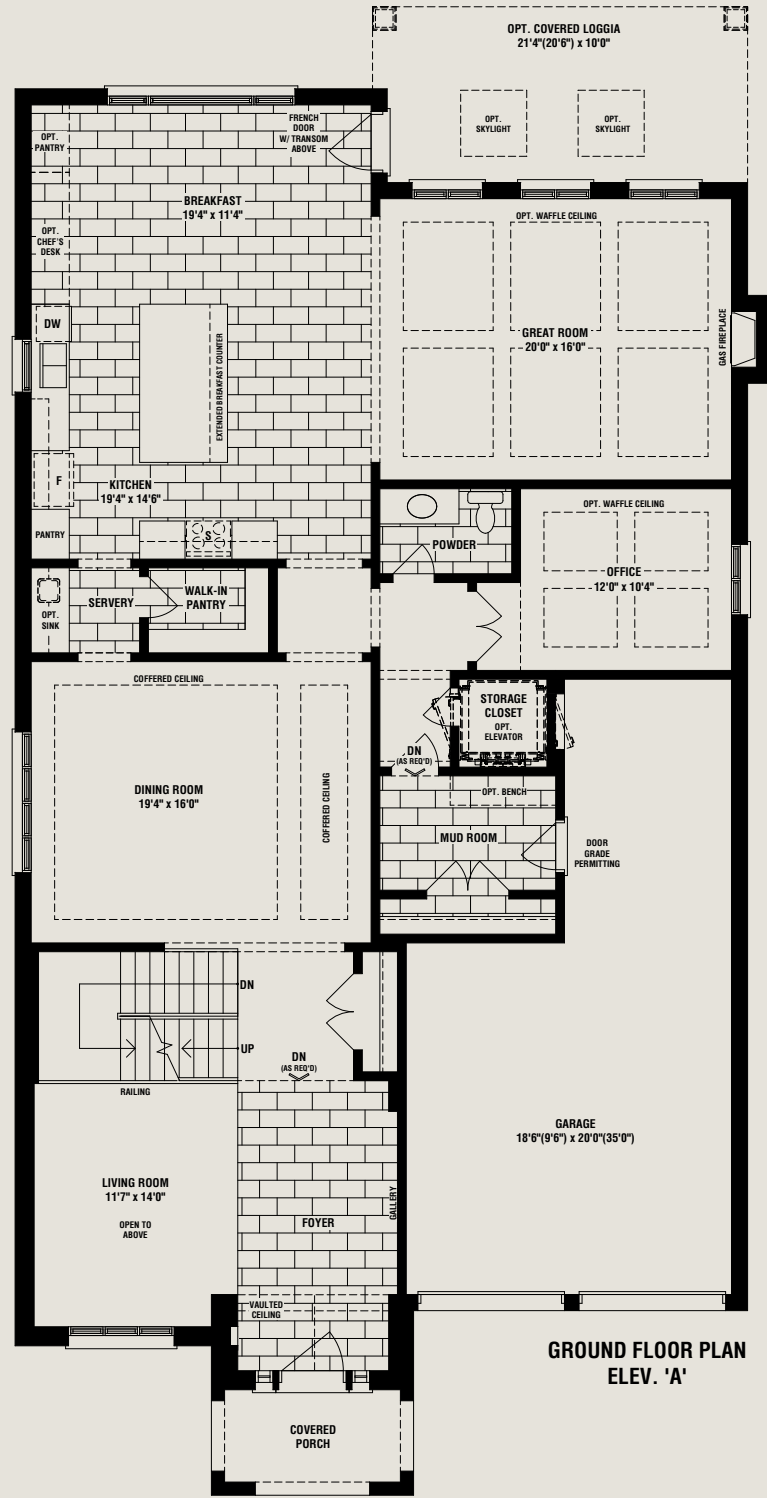 OPT. COVERED LOGGIA
21'4"(20'6") x 10'0"
OPT.
SKYLIGHT
OPT.
SKYLIGHT
FRENCH
DOOR
W/ TRANSOM
ABOVE
OPT.
PANTRY
BREAKFAST
19'4" x 11'4"
OPT.
CHEF'S
DESK
OPT. WAFFLE CEILING
DW
EXTENDED BREAKFAST COUNTER
GREAT ROOM
20'0" x 16'0"
GAS FIREPLACE
F
KITCHEN
19'4" x 14'6"
PANTRY
S
POWDER
OPT. WAFFLE CEILING
OFFICE
12'0" x 10'4"
OPT.
SINK
SERVERY
WALK-IN
PANTRY
COFFERED CEILING
STORAGE
CLOSET
OPT.
ELEVATOR
DN
(AS REQ'D)
DINING ROOM
19'4" x 16'0"
COFFERED CEILING
OPT. BENCH
MUD ROOM
DOOR
GRADE
PERMITTING
DN
UP
DN
(AS REQ'D)
RAILING
GARAGE
18'6"(9'6") x 20'0"(35'0")
LIVING ROOM
11'7" x 14'0"
OPEN TO
ABOVE
FOYER
GALLERY
VAULTED
CEILING
GROUND FLOOR PLAN
ELEV. 'A'
COVERED
PORCH